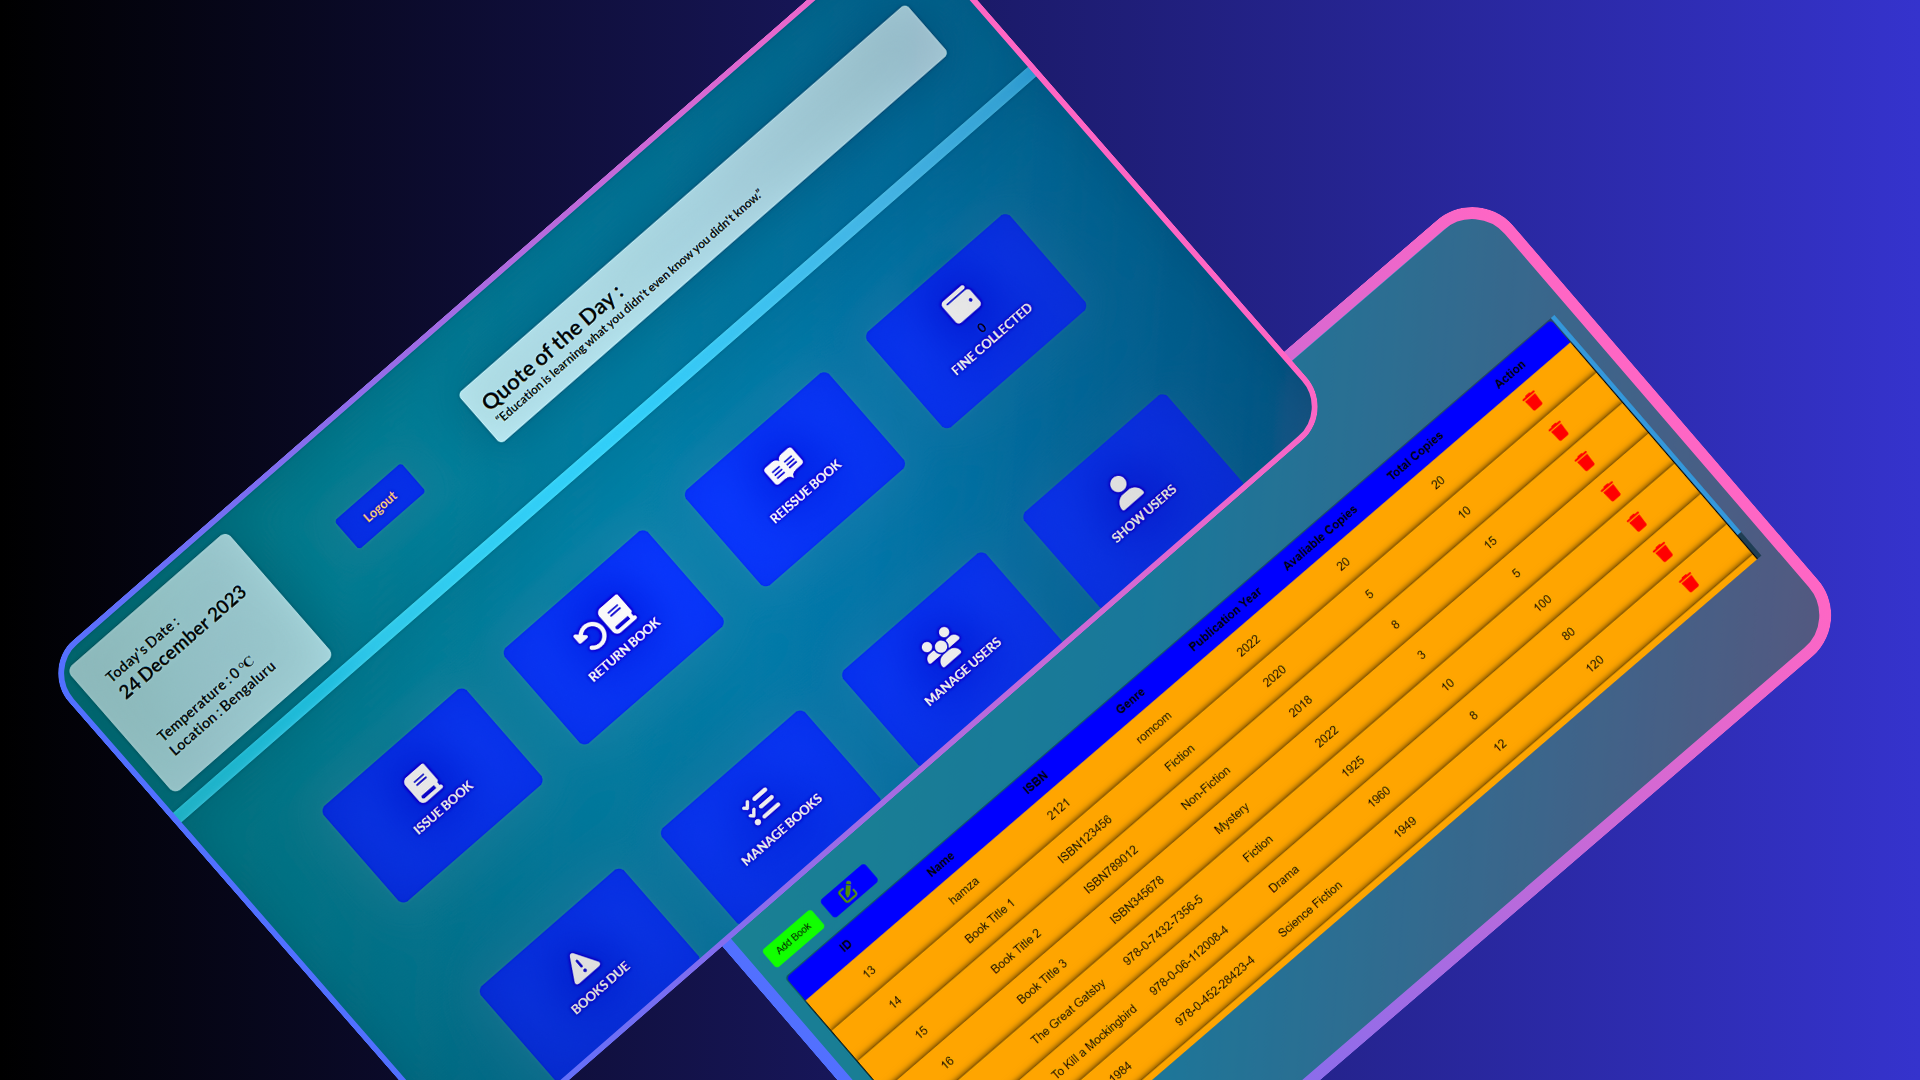 Today's Date :
24 December 2023
Temperature : 0 °C
Location : Bengaluru
Logout
Quote of the Day :
"Education is learning what you didn't even know you didn't know."
ISSUE BOOK
RETURN BOOK
REISSUE BOOK
0
FINE COLLECTED
BOOKS DUE
MANAGE BOOKS
MANAGE USERS
SHOW USERS
Add Book
ID Name ISBN Genre Publication Year Avaliable Copies Total Copies Action
13 hamza 2121 romcom 2022 20 20
14 Book Title 1 ISBN123456 Fiction 2020 5 10
15 Book Title 2 ISBN789012 Non-Fiction 2018 8 15
16 Book Title 3 ISBN345678 Mystery 2022 3 5
The Great Gatsby 978-0-7432-7356-5 Fiction 1925 10 100
To Kill a Mockingbird 978-0-06-112008-4 Drama 1960 8 80
1984 978-0-452-28423-4 Science Fiction 1949 12 120